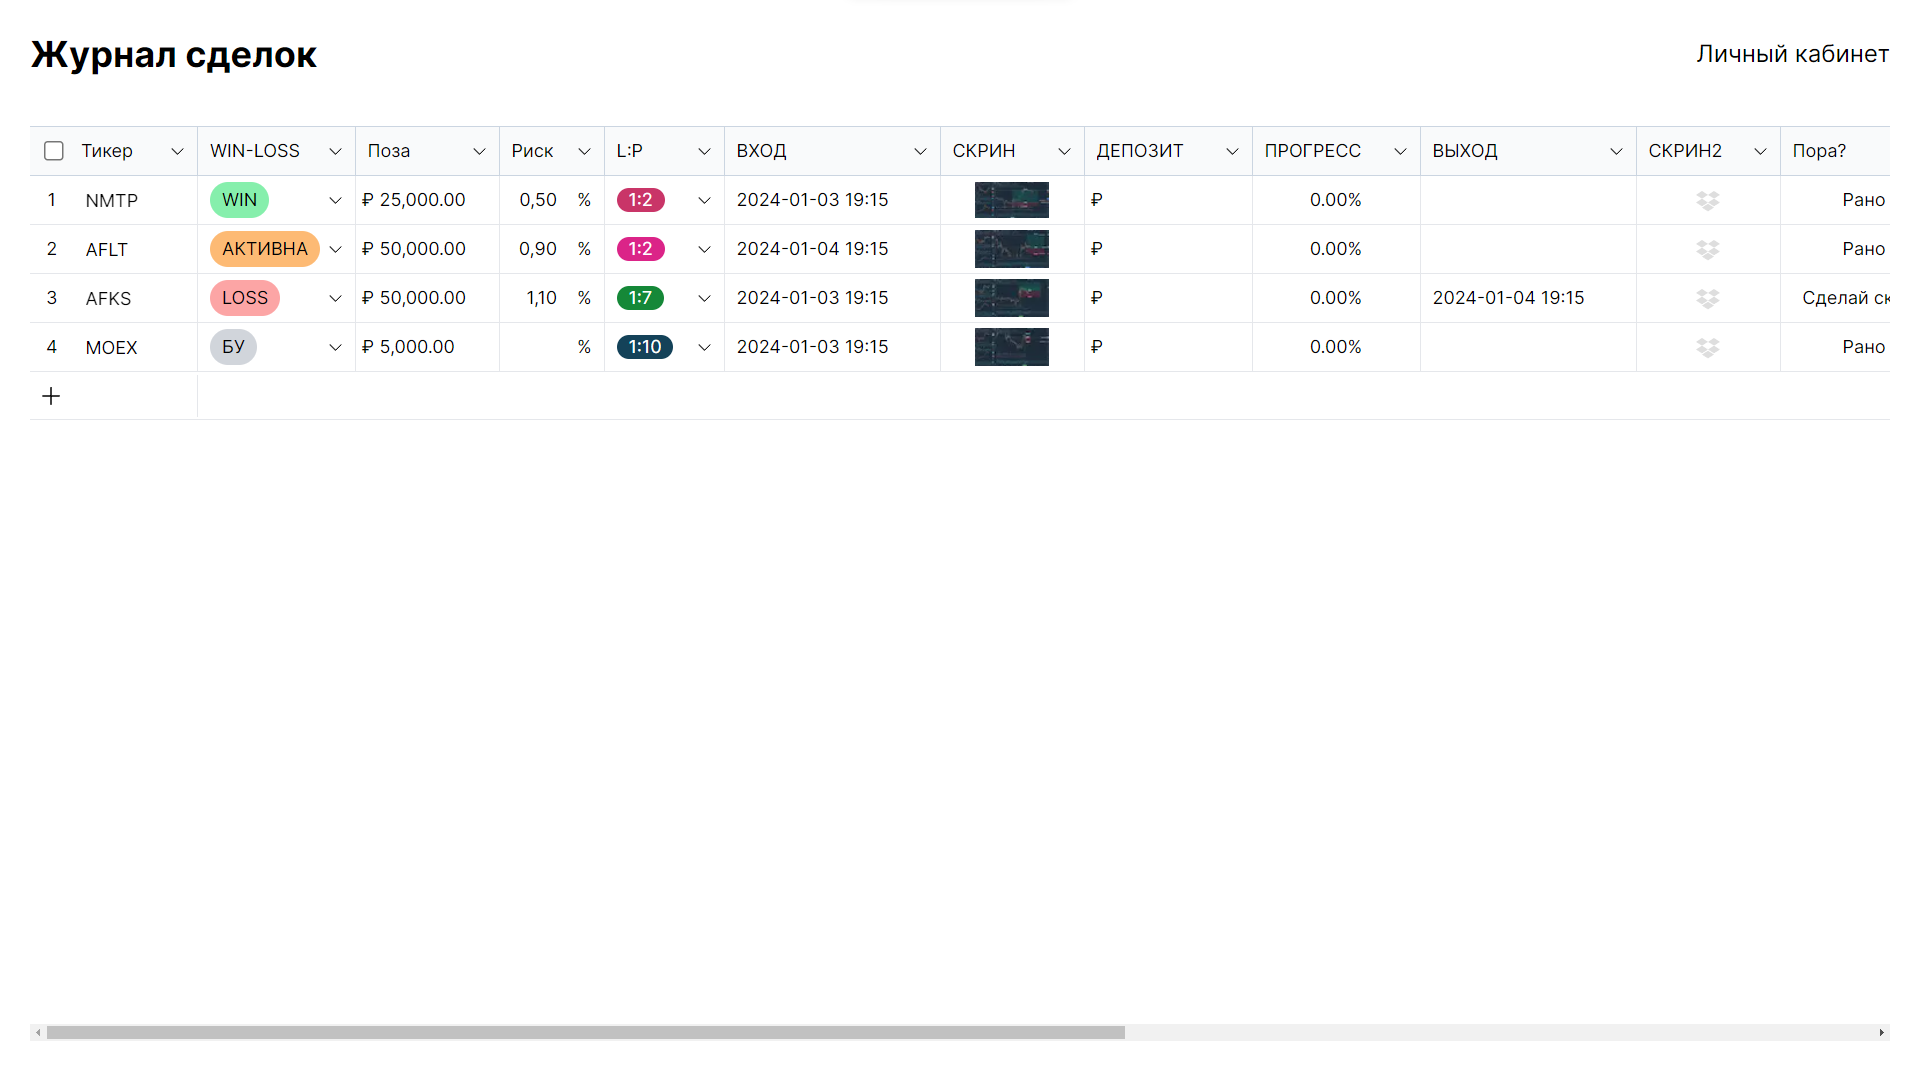 Журнал сделок
Личный кабинет
Тикер WIN-LOSS Поза Риск L:P ВХОД СКРИН ДЕПОЗИТ ПРОГРЕСС ВЫХОД СКРИН2 Пора?
1 NMTP WIN ₽ 25,000.00 0,50 % 1:2 2024-01-03 19:15 ₽ 0.00% Рано
2 AFLT АКТИВНА ₽ 50,000.00 0,90 % 1:2 2024-01-04 19:15 ₽ 0.00% Рано
3 AFKS LOSS ₽ 50,000.00 1,10 % 1:7 2024-01-03 19:15 ₽ 0.00% 2024-01-04 19:15 Сделай ск
4 MOEX БУ ₽ 5,000.00 % 1:10 2024-01-03 19:15 ₽ 0.00% Рано